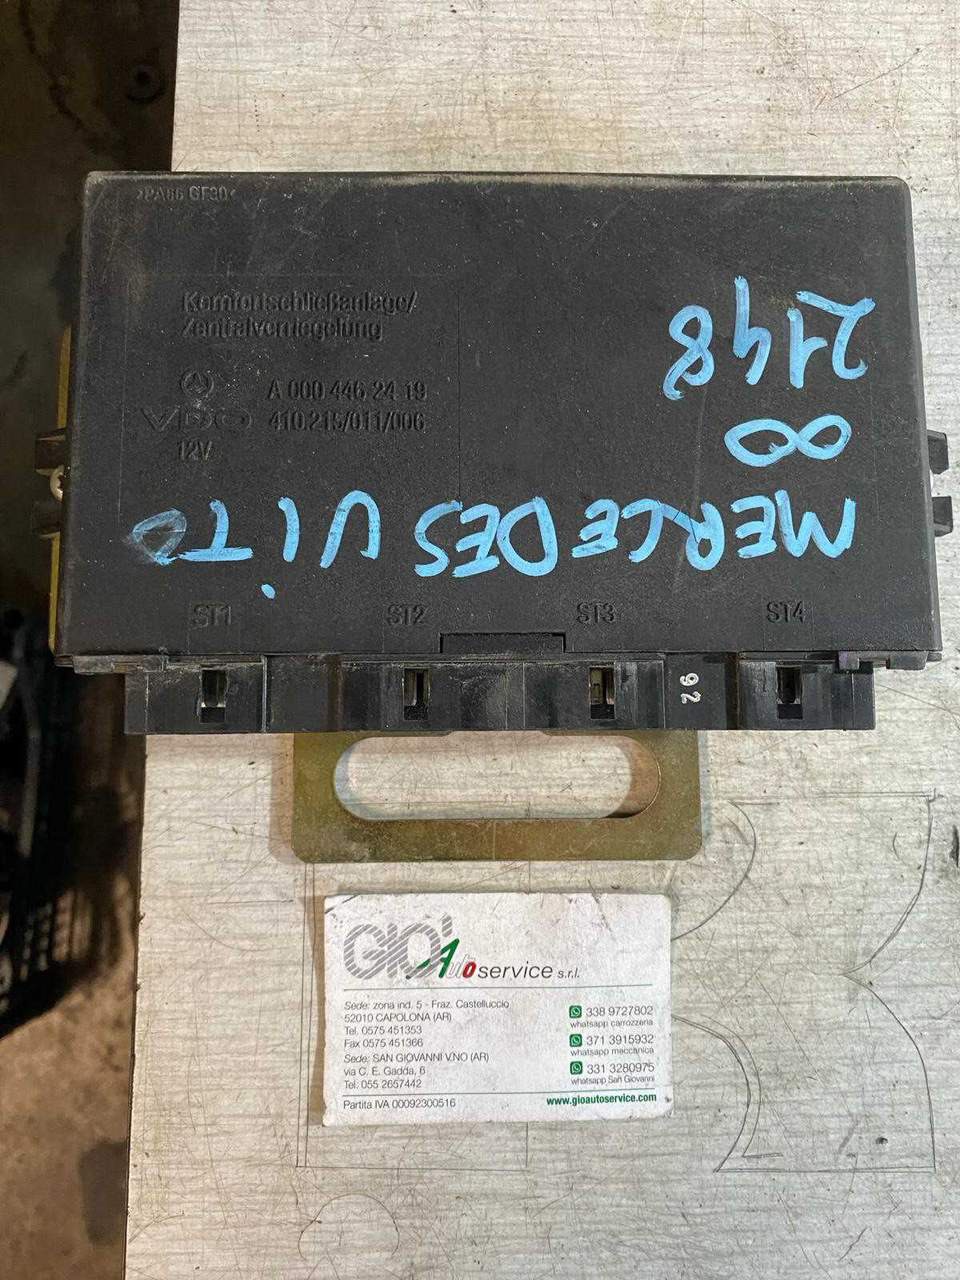 >PA66 GF30<
Komfortschließanlage/
Zentralverriegelung
A 000 446 24 19
VDO 410.215/011/006
12V
MERCEDES VITO
00
2148
ST1 ST2 ST3 ST4
92
GIO' Autoservice s.r.l.
Sede: zona ind. 5 - Fraz. Castelluccio
52010 CAPOLONA (AR)
Tel. 0575 451353
Fax 0575 451366
Sede: SAN GIOVANNI V.NO (AR)
via C. E. Gadda, 6
Tel. 055 2657442
338 9727802
whatsapp carrozzeria
371 3915932
whatsapp meccanica
331 3280975
whatsapp San Giovanni
Partita IVA 00092300516
www.gioautoservice.com